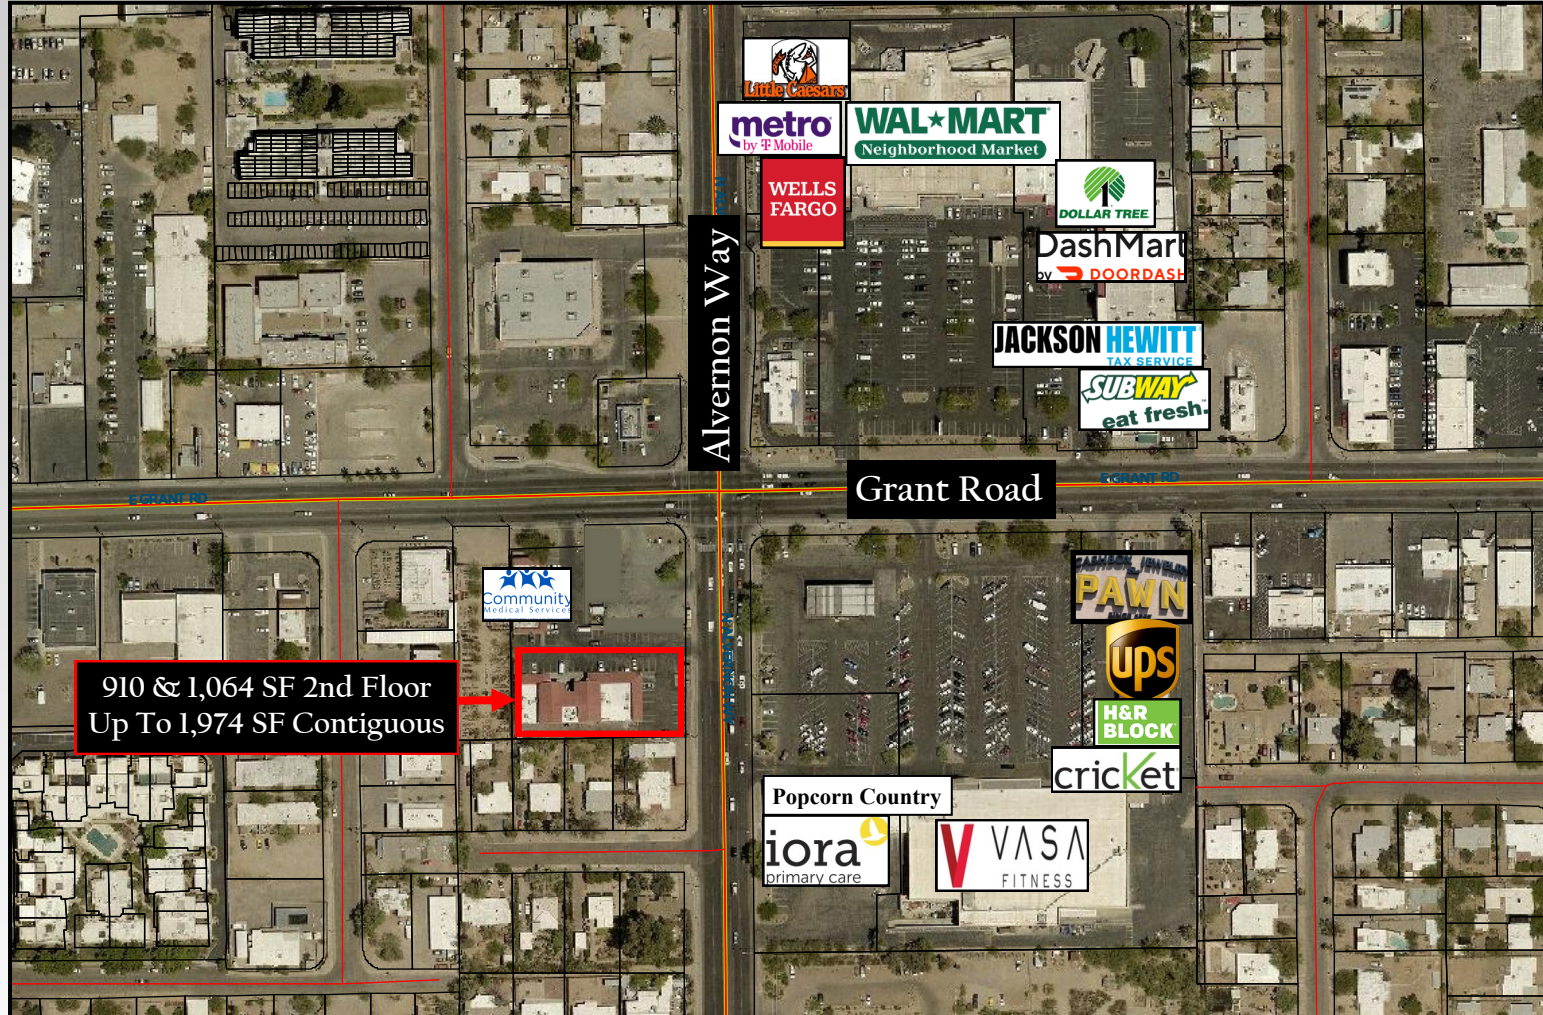 Little Caesars
metro
by T Mobile
WAL★MART
Neighborhood Market
WELLS
FARGO
DOLLAR TREE
DashMart
by DOORDASH
Alvernon Way
JACKSON HEWITT
TAX SERVICE
SUBWAY
eat fresh.
E GRANT RD
Grant Road
E GRANT RD
Community
Medical Services
PAWN
ups
910 & 1,064 SF 2nd Floor
Up To 1,974 SF Contiguous
H&R
BLOCK
cricket
Popcorn Country
iora
primary care
VASA
FITNESS